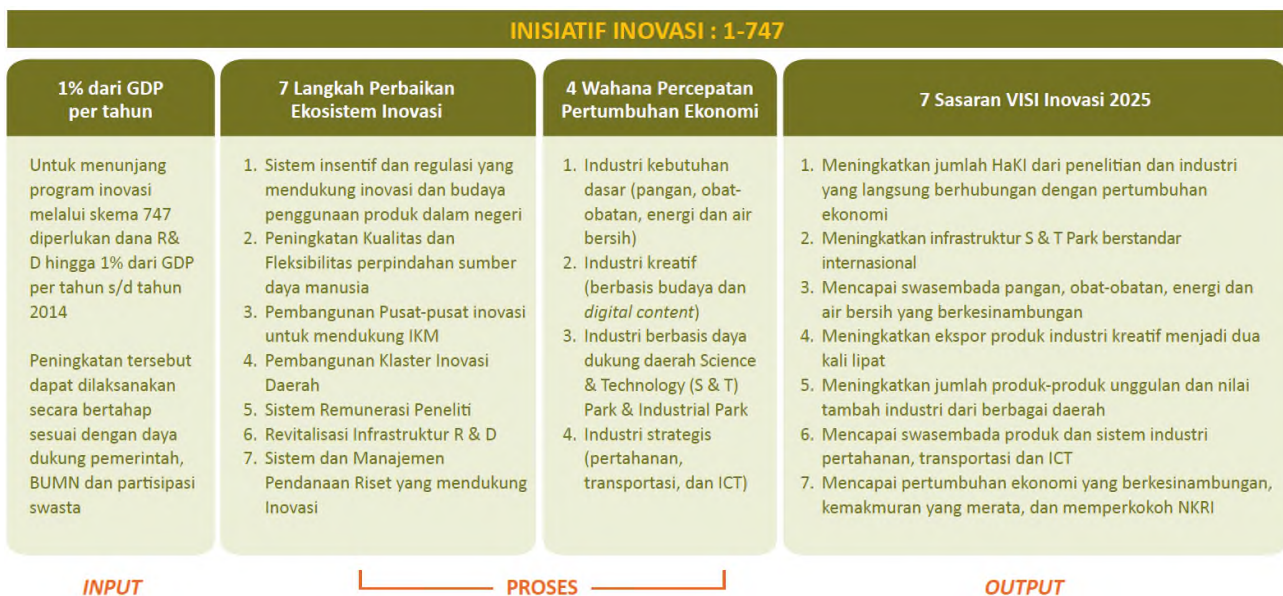 INISIATIF INOVASI : 1-747
1% dari GDP
per tahun
Untuk menunjang
program inovasi
melalui skema 747
diperlukan dana R&
D hingga 1% dari GDP
per tahun s/d tahun
2014
Peningkatan tersebut
dapat dilaksanakan
secara bertahap
sesuai dengan daya
dukung pemerintah,
BUMN dan partisipasi
swasta
7 Langkah Perbaikan
Ekosistem Inovasi
1. Sistem insentif dan regulasi yang
mendukung inovasi dan budaya
penggunaan produk dalam negeri
2. Peningkatan Kualitas dan
Fleksibilitas perpindahan sumber
daya manusia
3. Pembangunan Pusat-pusat inovasi
untuk mendukung IKM
4. Pembangunan Klaster Inovasi
Daerah
5. Sistem Remunerasi Peneliti
6. Revitalisasi Infrastruktur R & D
7. Sistem dan Manajemen
Pendanaan Riset yang mendukung
Inovasi
4 Wahana Percepatan
Pertumbuhan Ekonomi
1. Industri kebutuhan
dasar (pangan, obat-
obatan, energi dan air
bersih)
2. Industri kreatif
(berbasis budaya dan
digital content)
3. Industri berbasis daya
dukung daerah Science
& Technology (S & T)
Park & Industrial Park
4. Industri strategis
(pertahanan,
transportasi, dan ICT)
7 Sasaran VISI Inovasi 2025
1. Meningkatkan jumlah HaKI dari penelitian dan industri
yang langsung berhubungan dengan pertumbuhan
ekonomi
2. Meningkatkan infrastruktur S & T Park berstandar
internasional
3. Mencapai swasembada pangan, obat-obatan, energi dan
air bersih yang berkesinambungan
4. Meningkatkan ekspor produk industri kreatif menjadi dua
kali lipat
5. Meningkatkan jumlah produk-produk unggulan dan nilai
tambah industri dari berbagai daerah
6. Mencapai swasembada produk dan sistem industri
pertahanan, transportasi dan ICT
7. Mencapai pertumbuhan ekonomi yang berkesinambungan,
kemakmuran yang merata, dan memperkokoh NKRI
INPUT
PROSES
OUTPUT